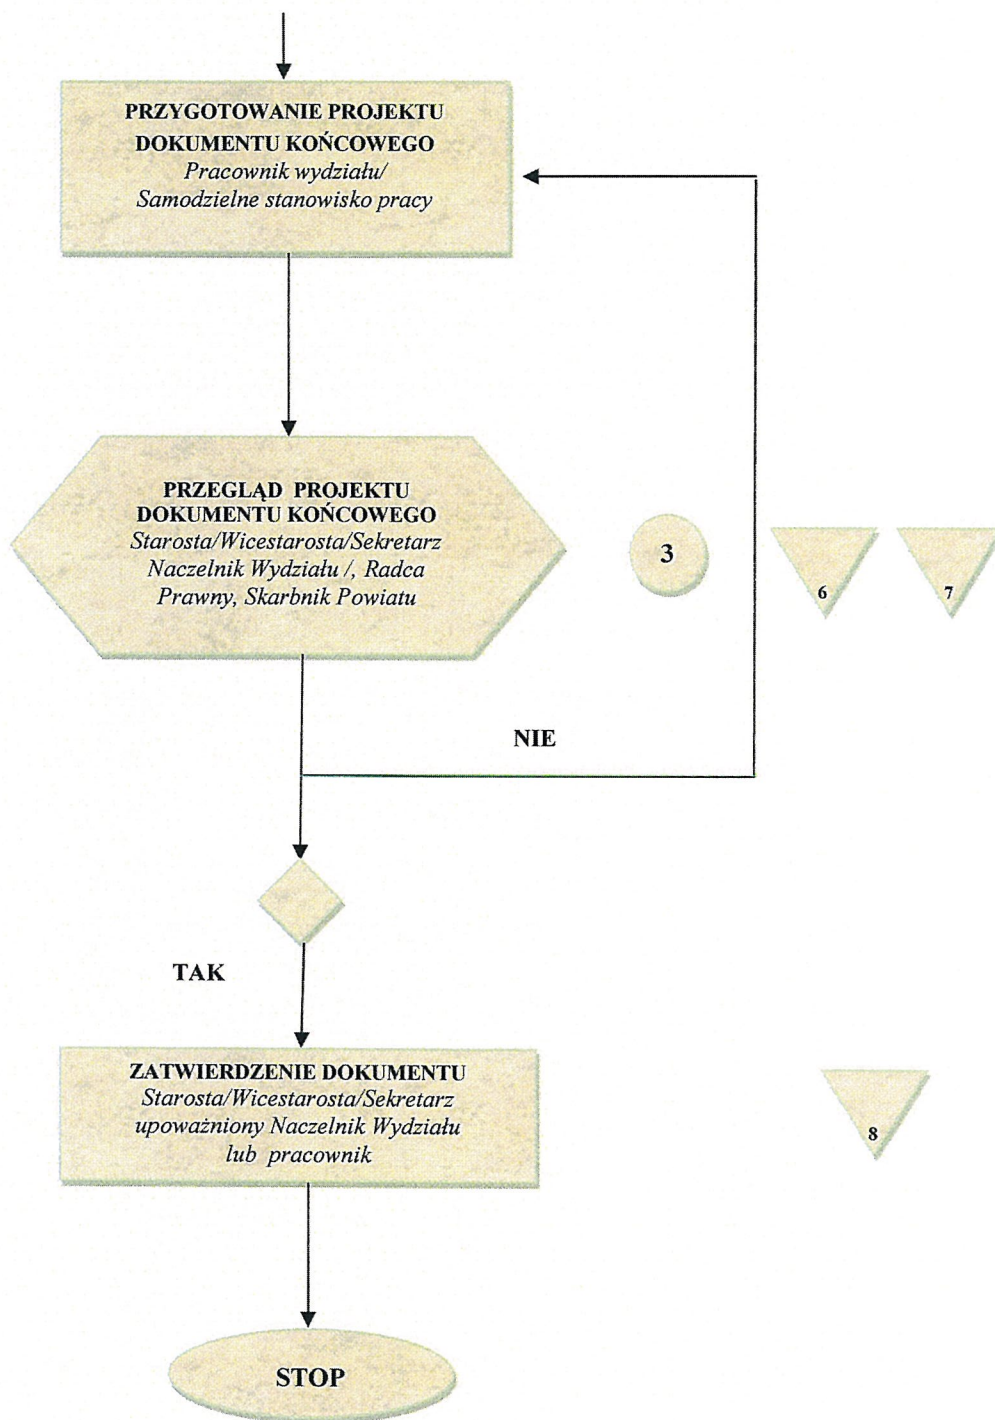 PRZYGOTOWANIE PROJEKTU
DOKUMENTU KOŃCOWEGO
Pracownik wydziału/
Samodzielne stanowisko pracy
PRZEGLĄD PROJEKTU
DOKUMENTU KOŃCOWEGO
Starosta/Wicestarosta/Sekretarz
Naczelnik Wydziału /, Radca
Prawny, Skarbnik Powiatu
3
6
7
NIE
TAK
ZATWIERDZENIE DOKUMENTU
Starosta/Wicestarosta/Sekretarz
upoważniony Naczelnik Wydziału
lub pracownik
8
STOP